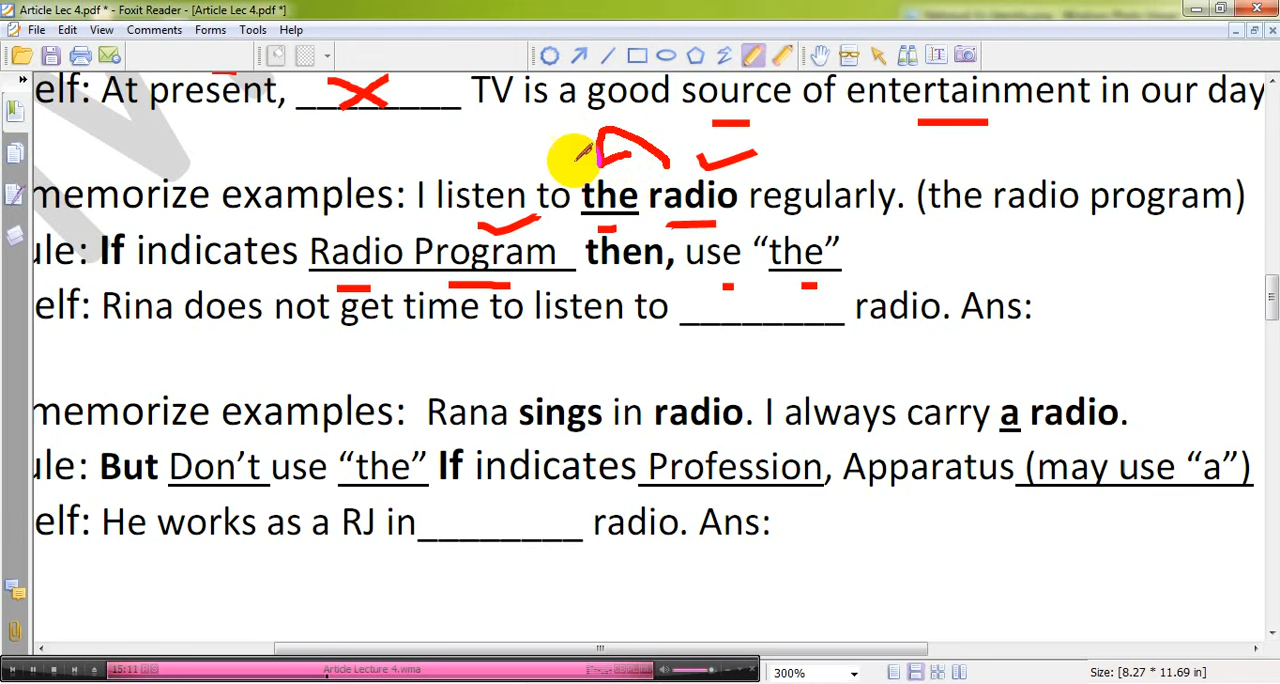 Article Lec 4.pdf * - Foxit Reader - [Article Lec 4.pdf *]
File Edit View Comments Forms Tools Help
elf: At present, _________ TV is a good source of entertainment in our day
memorize examples: I listen to the radio regularly. (the radio program)
ule: If indicates Radio Program then, use “the”
elf: Rina does not get time to listen to _________ radio. Ans:
memorize examples: Rana sings in radio. I always carry a radio.
ule: But Don’t use “the” If indicates Profession, Apparatus (may use “a”)
elf: He works as a RJ in_________ radio. Ans:
15:11 Article Lecture 4.wma 300% Size: [8.27 * 11.69 in]